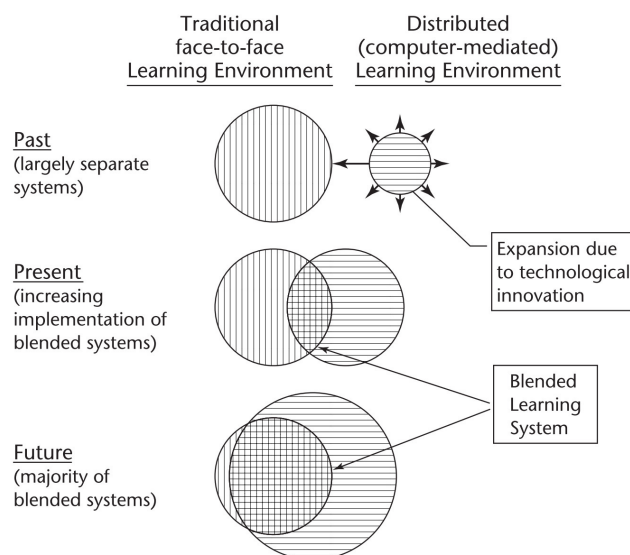 Traditional
face-to-face
Learning Environment
Distributed
(computer-mediated)
Learning Environment
Past
(largely separate
systems)
Expansion due
to technological
innovation
Present
(increasing
implementation of
blended systems)
Blended
Learning
System
Future
(majority of
blended systems)